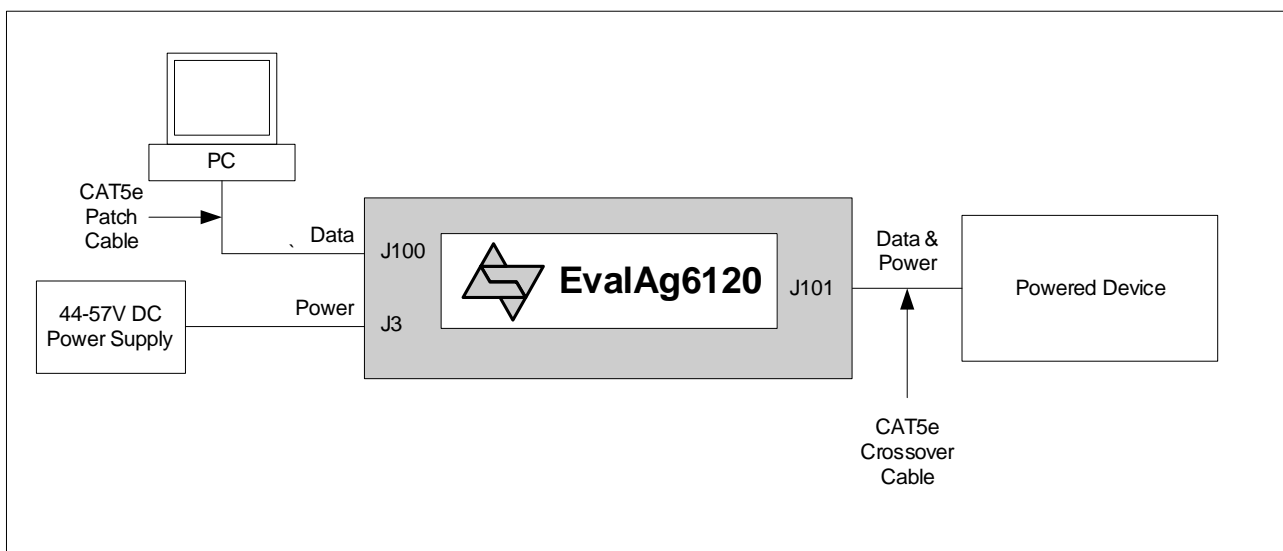 PC
CAT5e
Patch
Cable
Data
`
J100
EvalAg6120
J101
Data &
Power
Powered Device
44-57V DC
Power Supply
Power
J3
CAT5e
Crossover
Cable